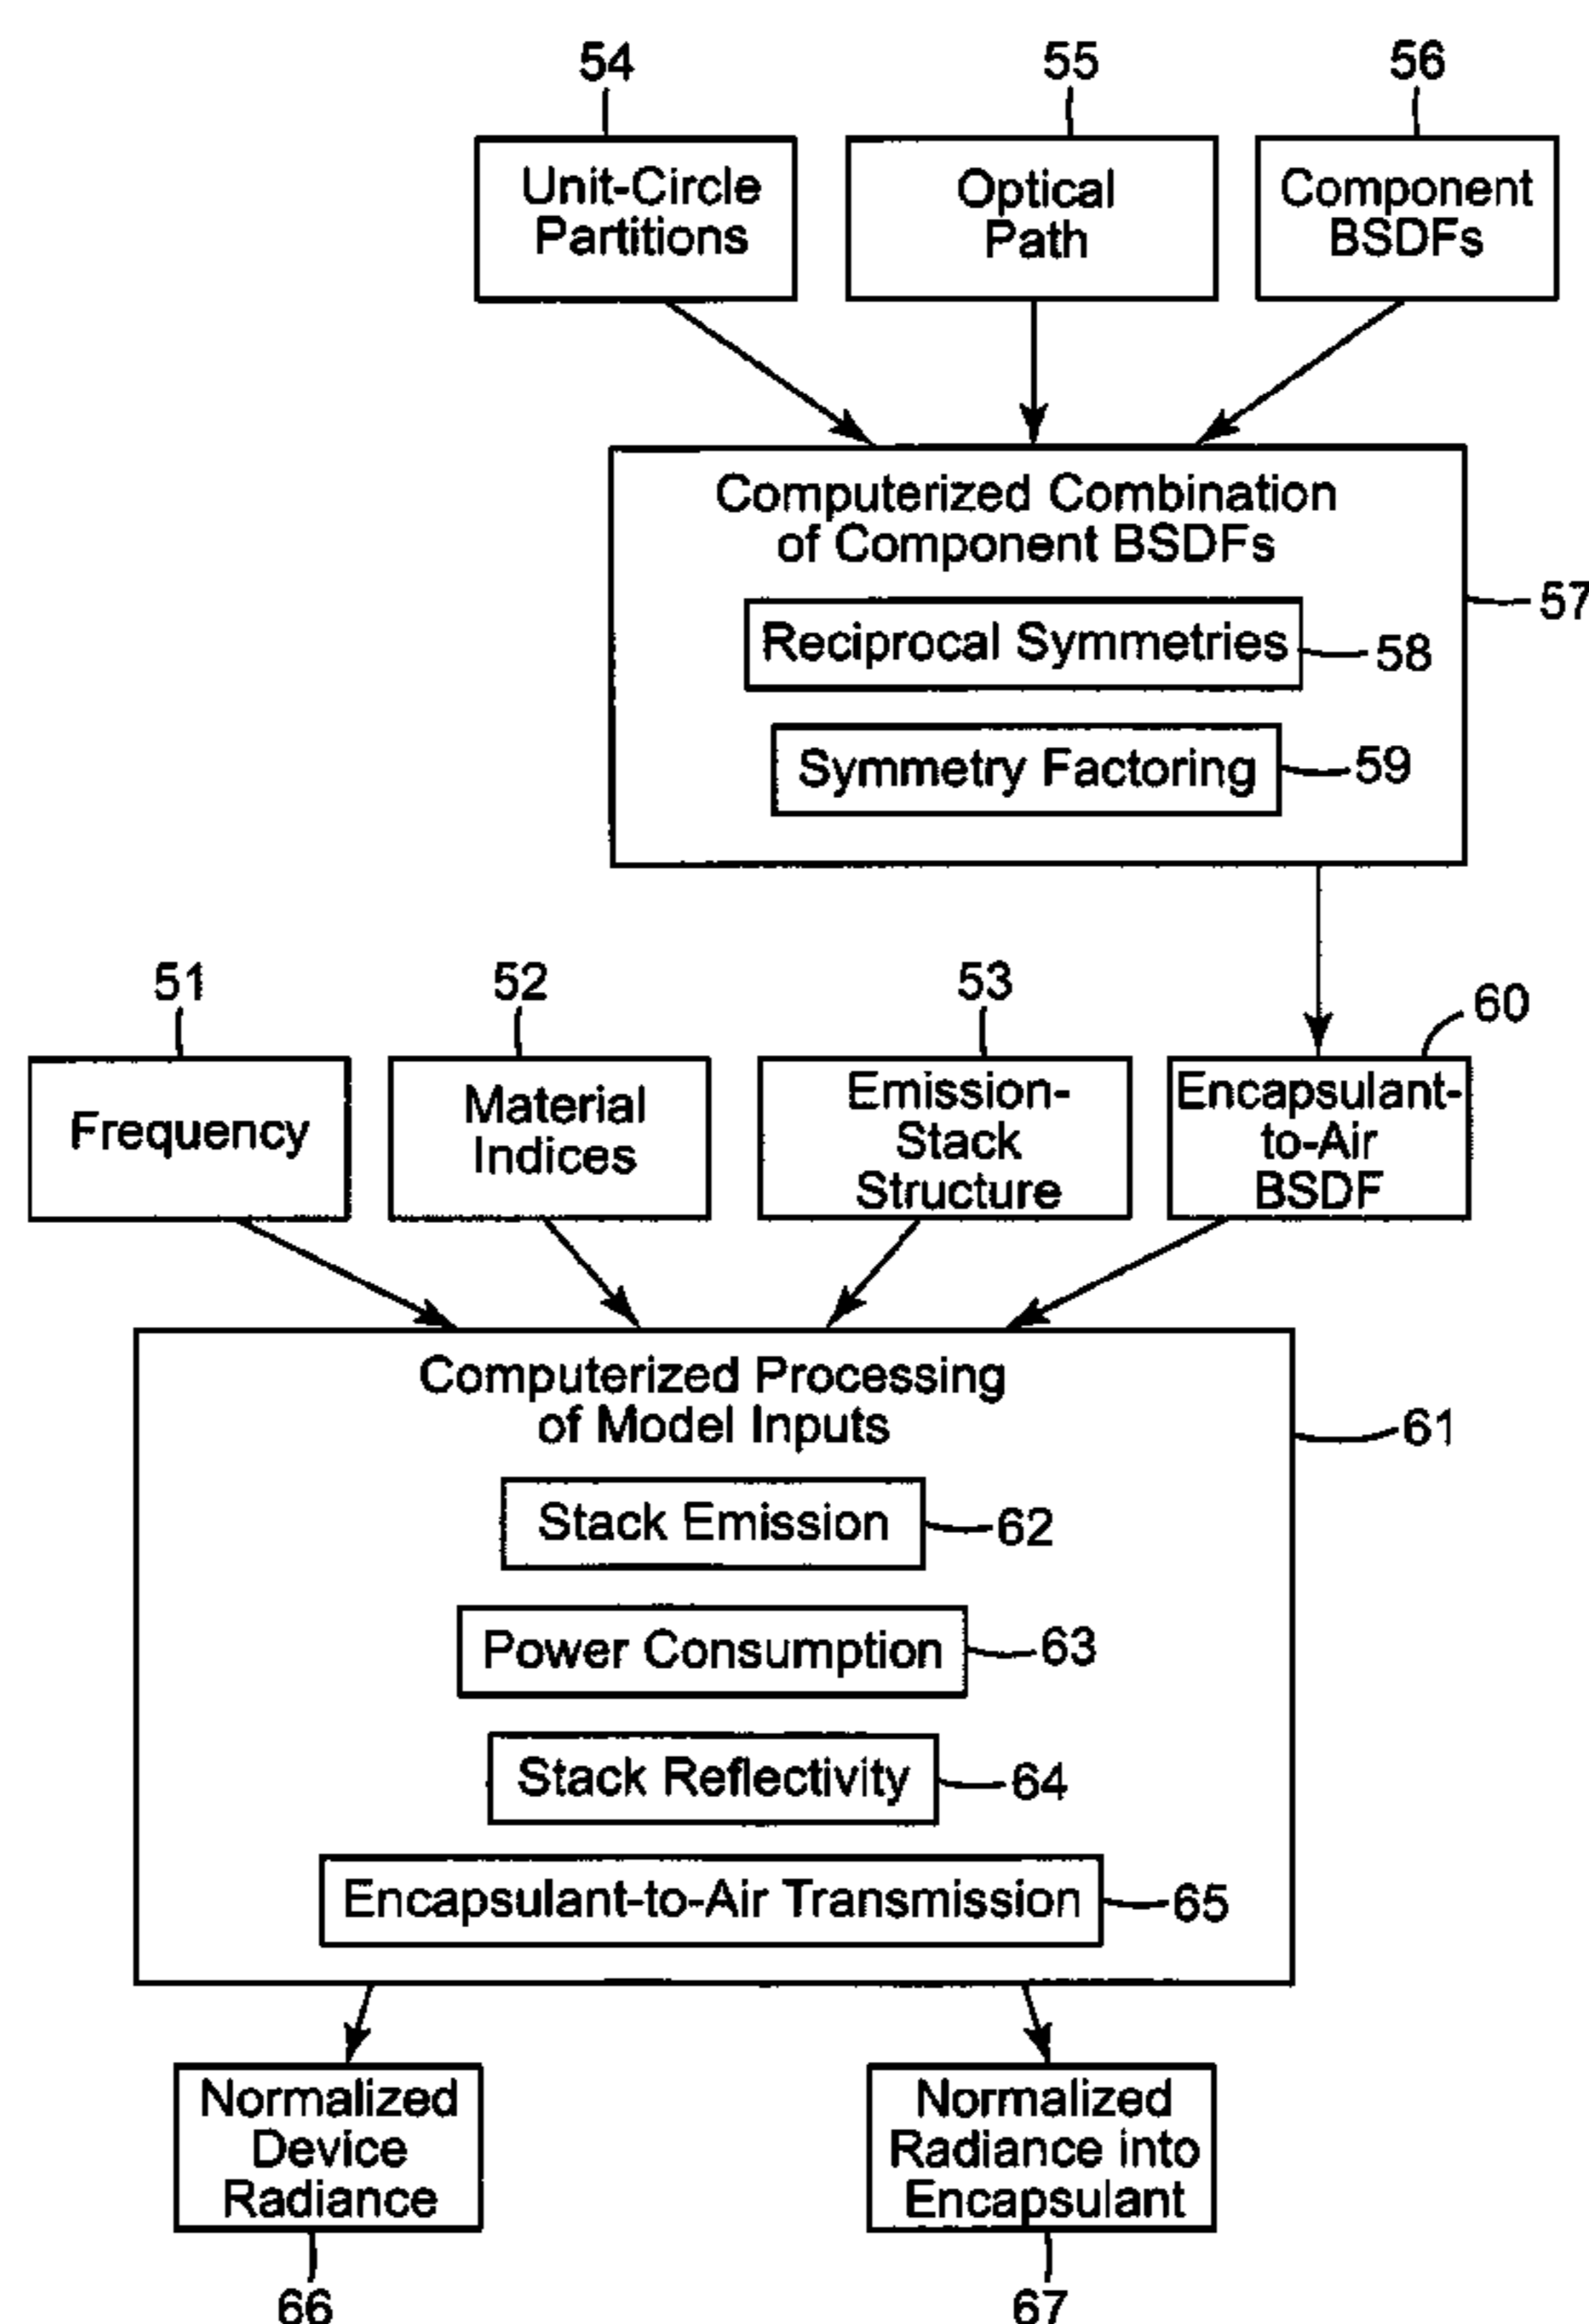 54
55
56
Unit-Circle
Partitions
Optical
Path
Component
BSDFs
Computerized Combination
of Component BSDFs
57
Reciprocal Symmetries
58
Symmetry Factoring
59
51
52
53
60
Frequency
Material
Indices
Emission-
Stack
Structure
Encapsulant-
to-Air
BSDF
Computerized Processing
of Model Inputs
61
Stack Emission
62
Power Consumption
63
Stack Reflectivity
64
Encapsulant-to-Air Transmission
65
Normalized
Device
Radiance
Normalized
Radiance into
Encapsulant
66
67